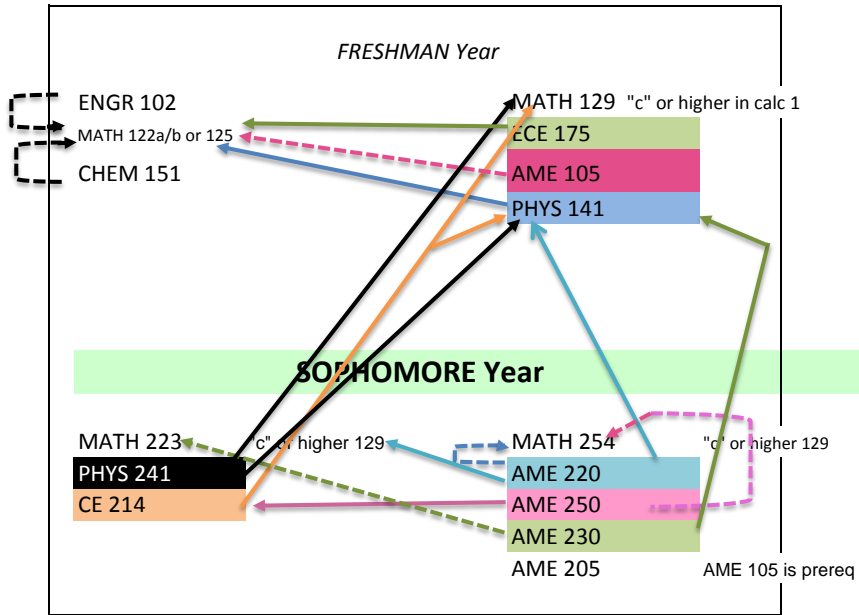 FRESHMAN Year
ENGR 102
MATH 122a/b or 125
CHEM 151
MATH 129 "c" or higher in calc 1
ECE 175
AME 105
PHYS 141
SOPHOMORE Year
MATH 223 "c" or higher 129
PHYS 241
CE 214
MATH 254 "c" or higher 129
AME 220
AME 250
AME 230
AME 205 AME 105 is prereq